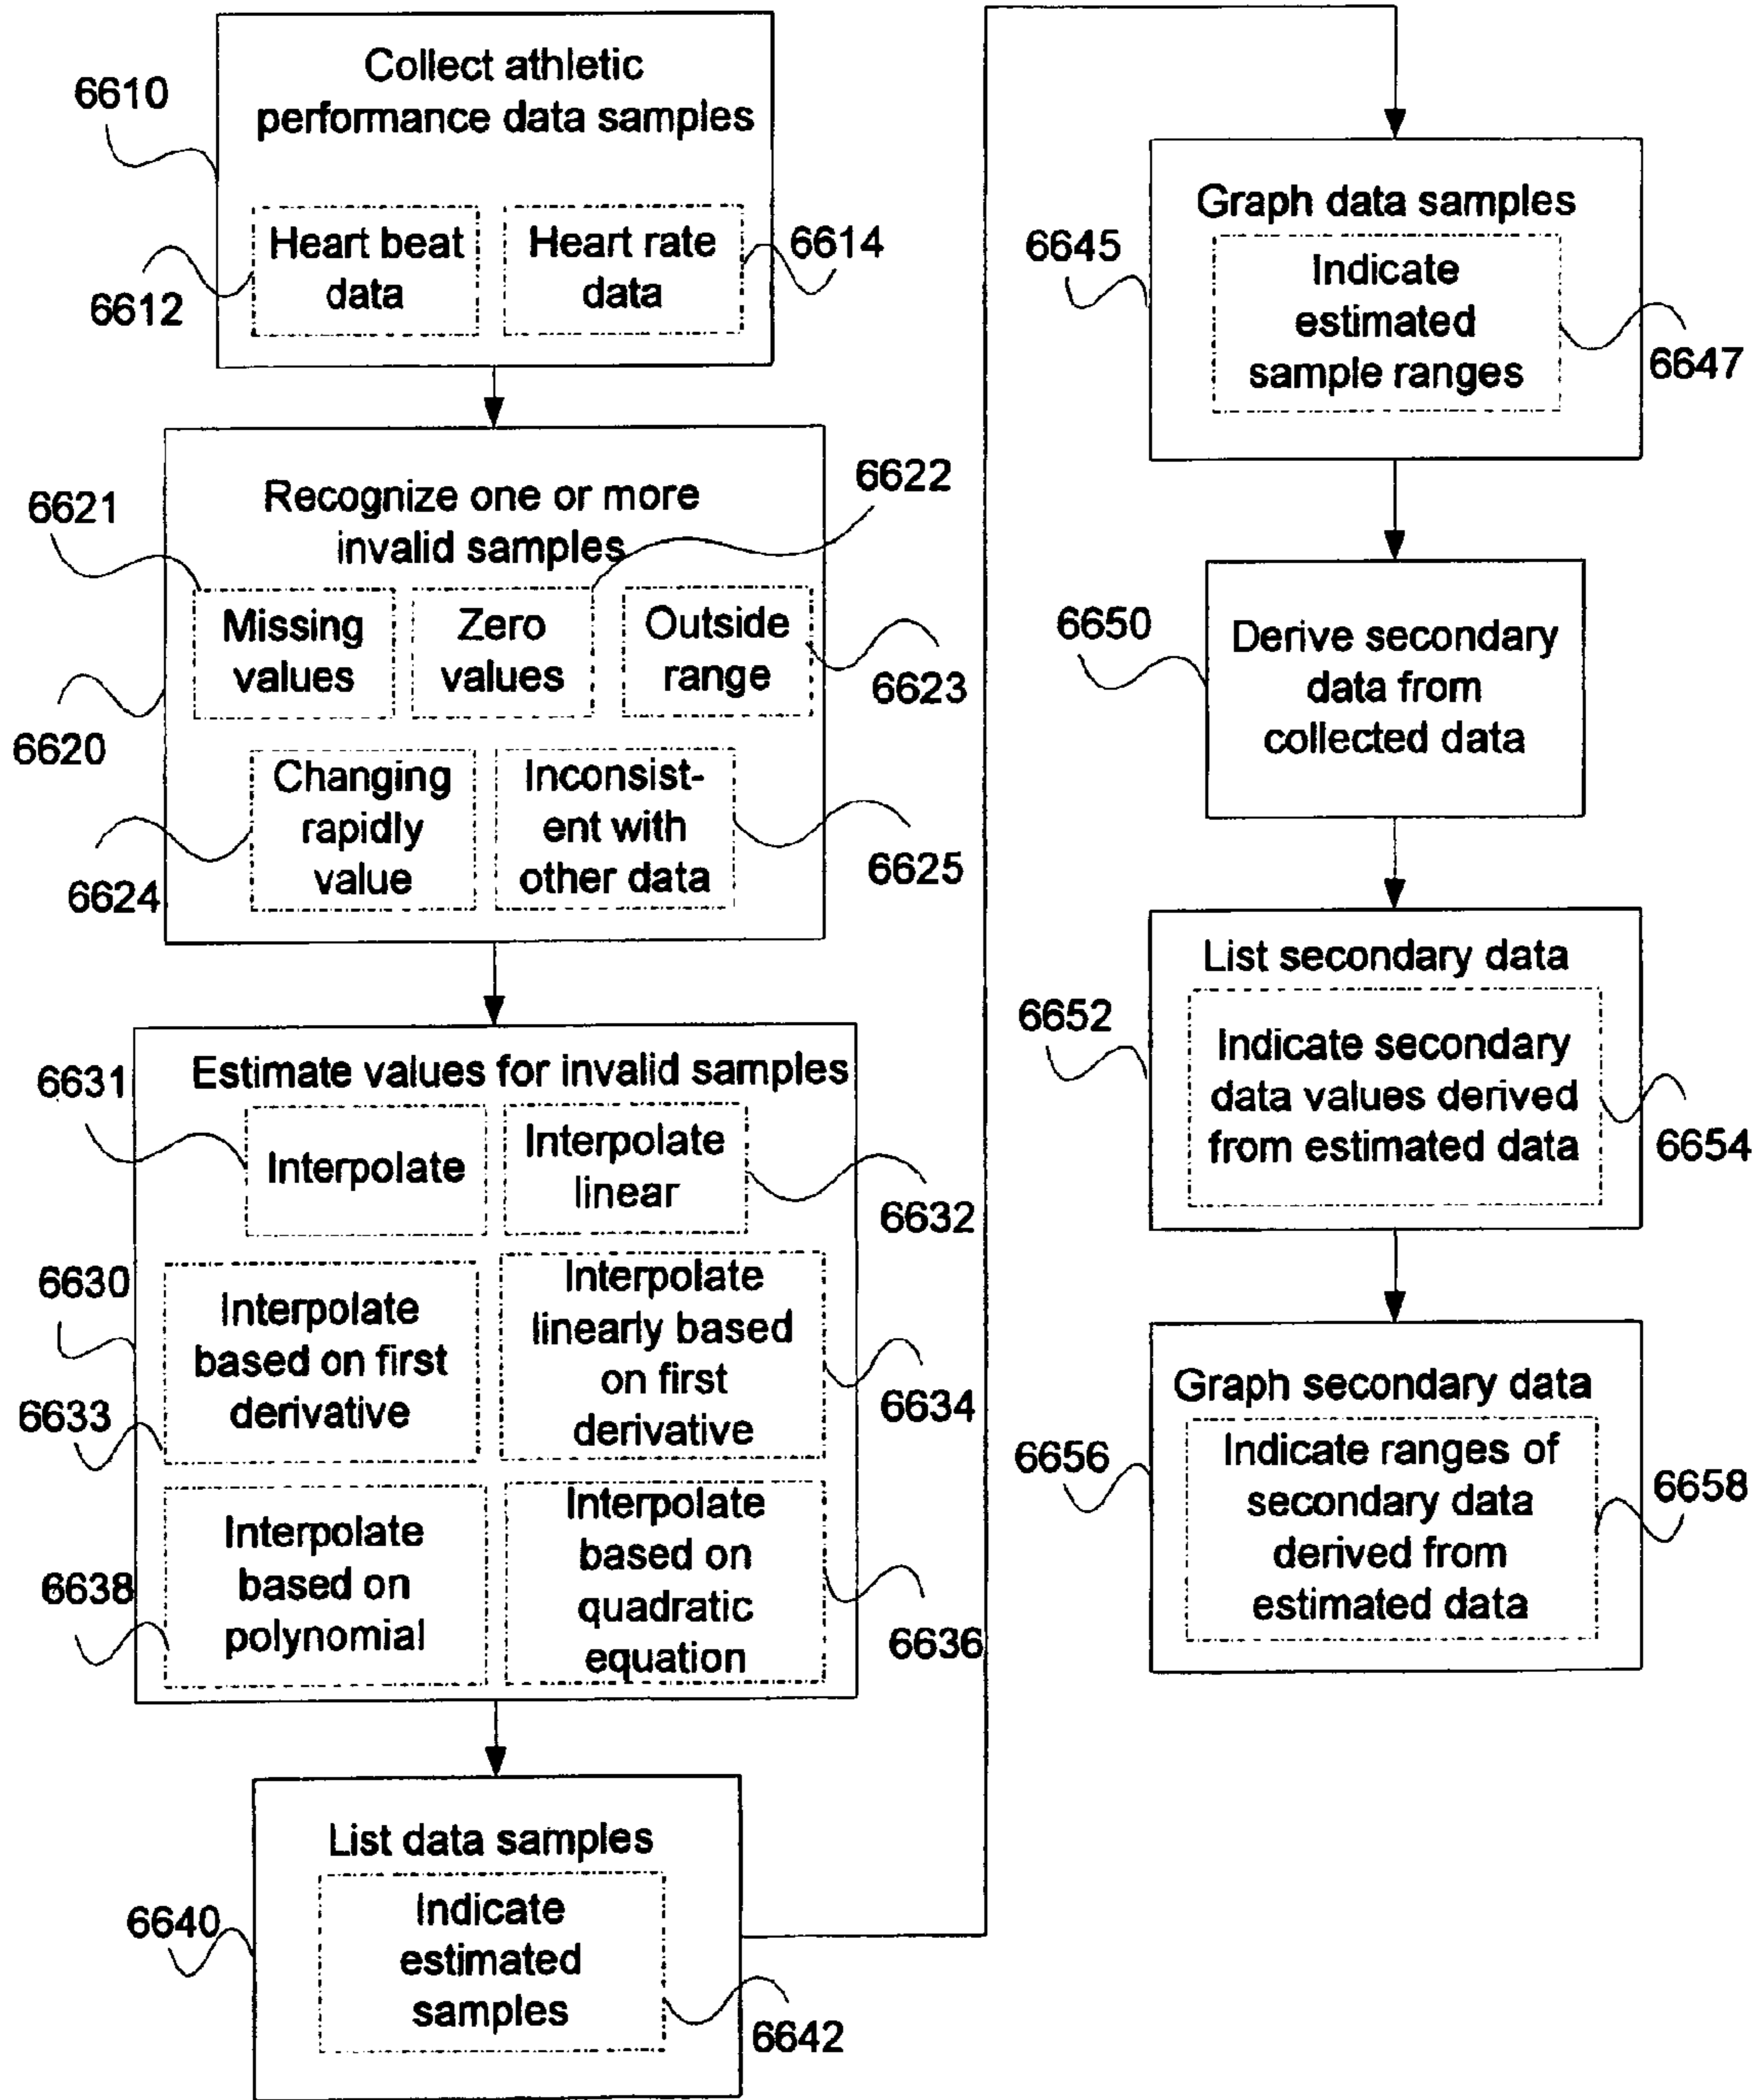 Collect athletic
performance data samples
6610
Heart beat
data
Heart rate
data
6612
6614
Recognize one or more
invalid samples
6621
6622
Missing
values
Zero
values
Outside
range
6623
6620
Changing
rapidly
value
Inconsist-
ent with
other data
6624
6625
Estimate values for invalid samples
6631
Interpolate
Interpolate
linear
6632
6630
Interpolate
based on first
derivative
Interpolate
linearly based
on first
derivative
6633
6634
Interpolate
based on
polynomial
Interpolate
based on
quadratic
equation
6638
6636
List data samples
Indicate
estimated
samples
6640
6642
Graph data samples
6645
Indicate
estimated
sample ranges
6647
6650
Derive secondary
data from
collected data
List secondary data
6652
Indicate secondary
data values derived
from estimated data
6654
Graph secondary data
6656
Indicate ranges of
secondary data
derived from
estimated data
6658